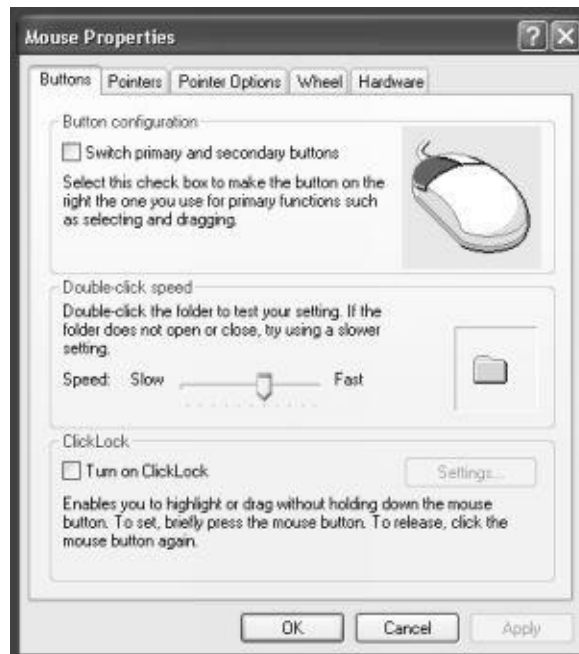 Mouse Properties
Buttons Pointers Pointer Options Wheel Hardware
Button configuration
Switch primary and secondary buttons
Select this check box to make the button on the
right the one you use for primary functions such
as selecting and dragging.
Double-click speed
Double-click the folder to test your setting. If the
folder does not open or close, try using a slower
setting.
Speed: Slow Fast
ClickLock
Turn on ClickLock Settings...
Enables you to highlight or drag without holding down the mouse
button. To set, briefly press the mouse button. To release, click the
mouse button again.
OK Cancel Apply